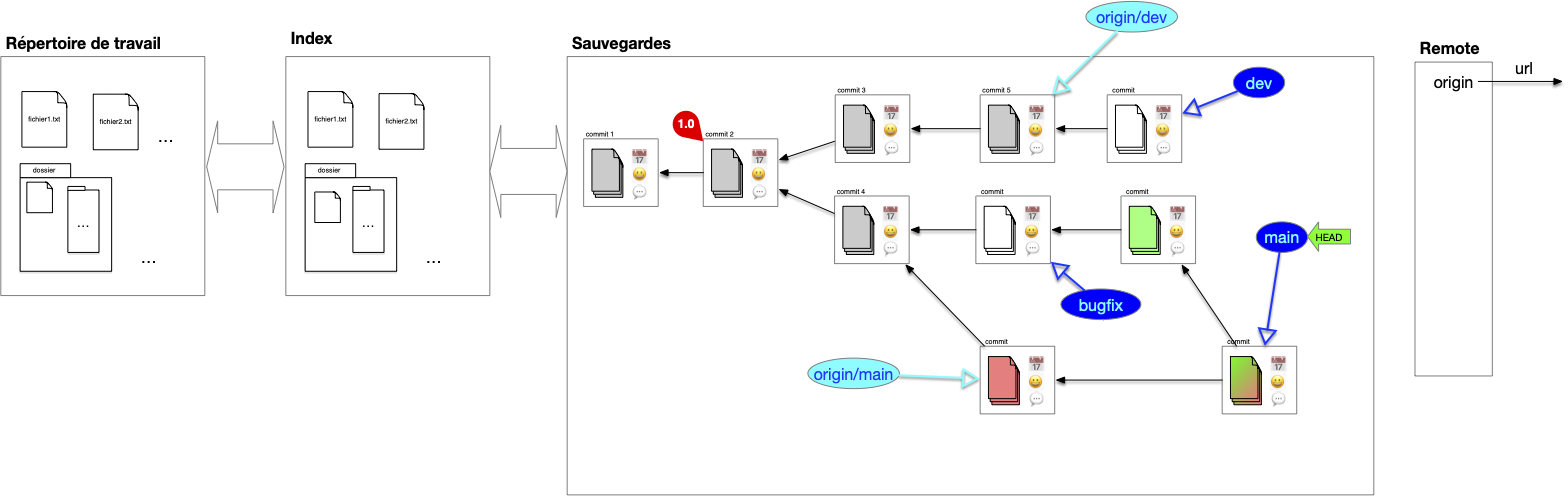 Répertoire de travail
fichier1.txt
fichier2.txt
...
dossier
...
...
Index
fichier1.txt
fichier2.txt
dossier
...
...
Sauvegardes
origin/dev
dev
commit 3
17
commit 5
17
commit
17
1.0
commit 1
17
commit 2
17
commit 4
17
commit
17
commit
17
main
HEAD
bugfix
origin/main
commit
17
commit
17
Remote
origin
url